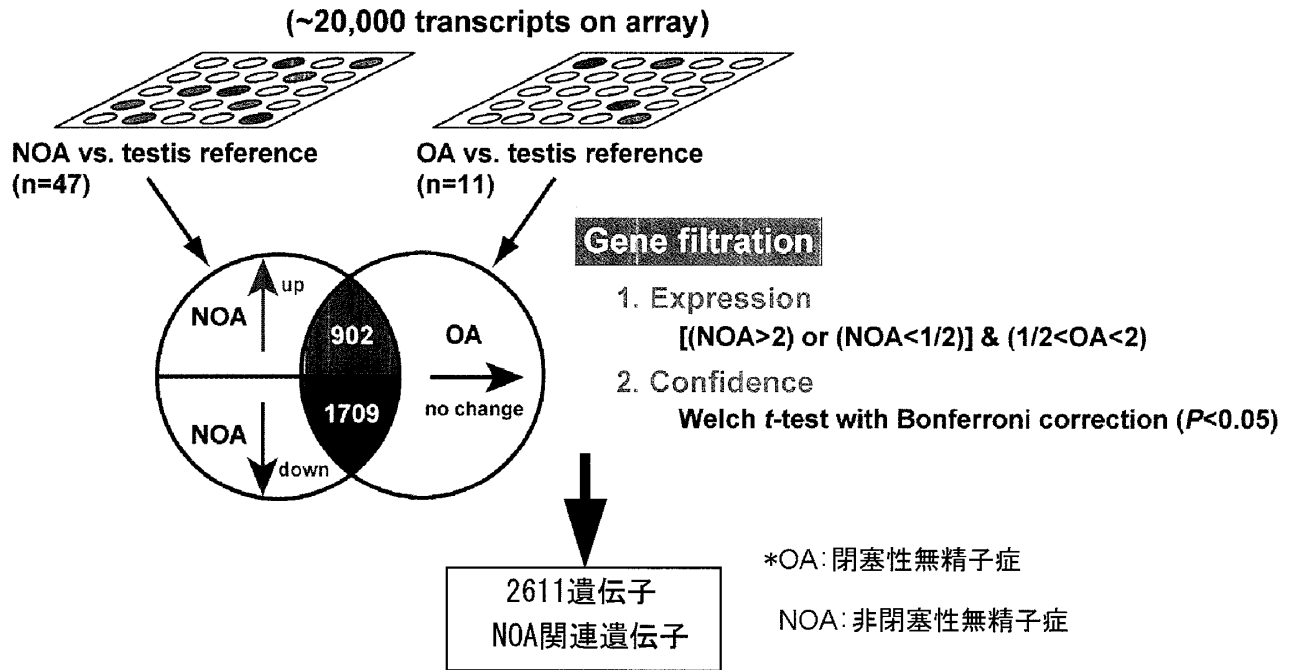 (~20,000 transcripts on array)
NOA vs. testis reference
(n=47)
OA vs. testis reference
(n=11)
Gene filtration
1. Expression
[(NOA>2) or (NOA<1/2)] & (1/2<OA<2)
2. Confidence
Welch t-test with Bonferroni correction (P<0.05)
NOA
up
902
OA
no change
1709
NOA
down
2611遺伝子
NOA関連遺伝子
*OA:閉塞性無精子症
NOA:非閉塞性無精子症